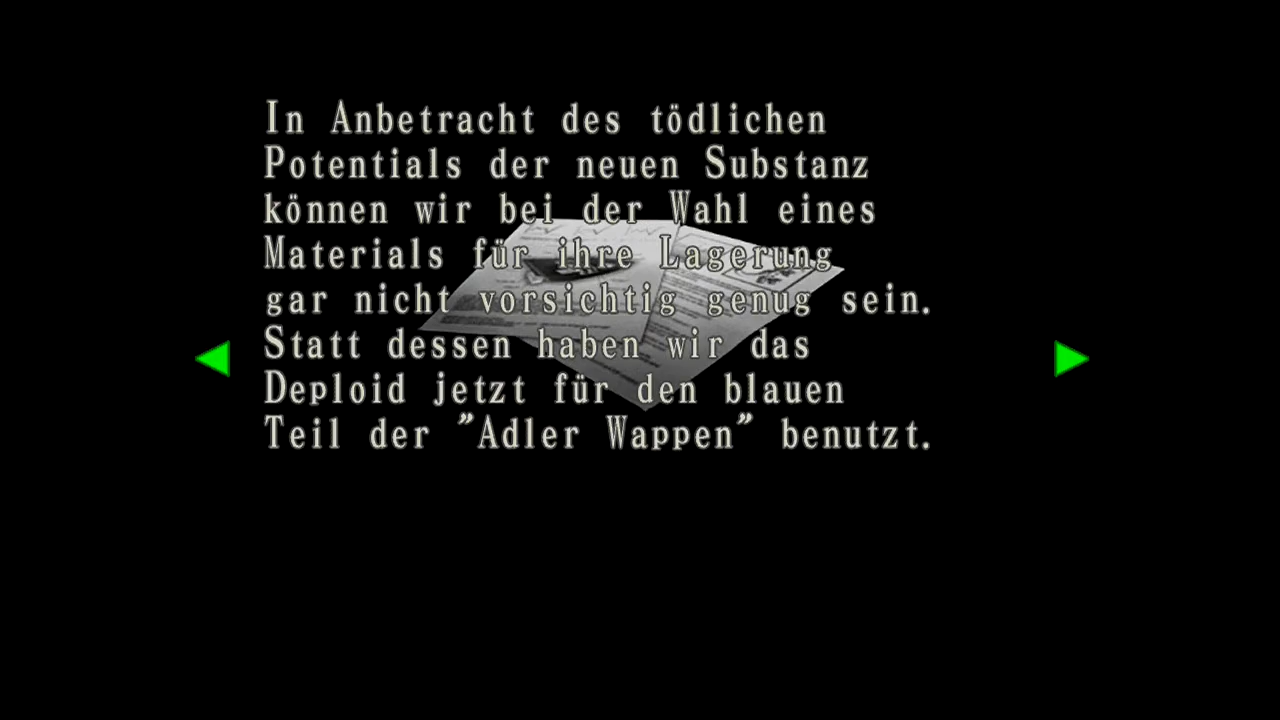 In Anbetracht des tödlichen
Potentials der neuen Substanz
können wir bei der Wahl eines
Materials für ihre Lagerung
gar nicht vorsichtig genug sein.
Statt dessen haben wir das
Deploid jetzt für den blauen
Teil der "Adler Wappen" benutzt.